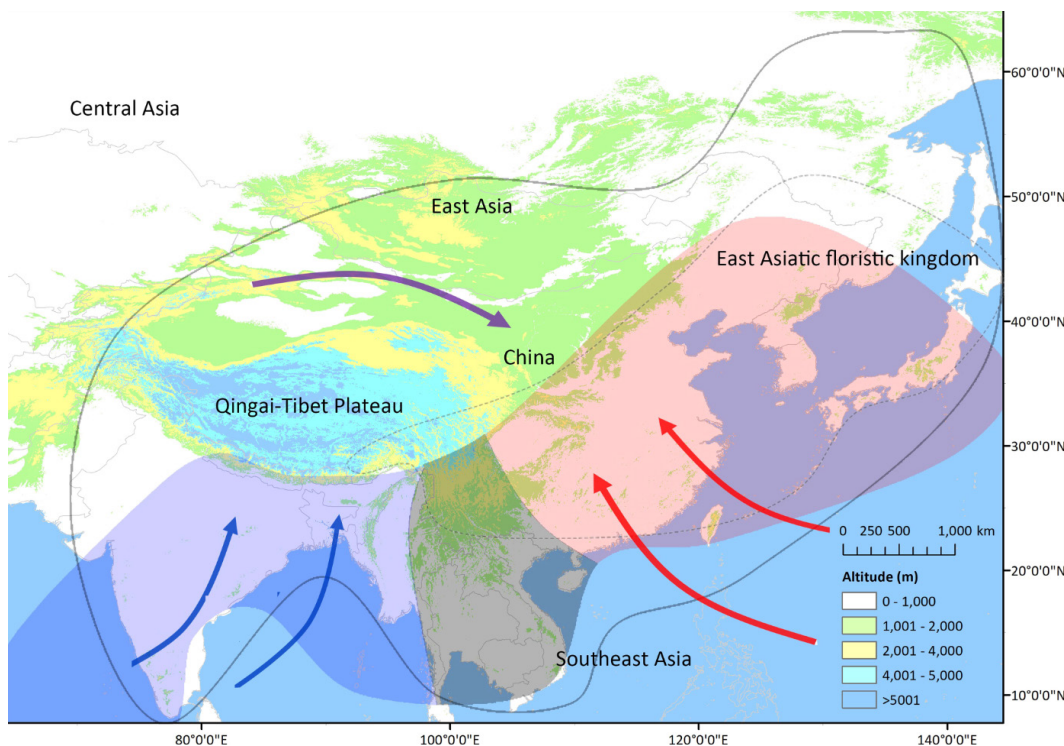 60°0'0"N
Central Asia
50°0'0"N
East Asia
East Asiatic floristic kingdom
40°0'0"N
China
Qingai-Tibet Plateau
30°0'0"N
0 250 500 1,000 km
Altitude (m)
20°0'0"N
0 - 1,000
1,001 - 2,000
2,001 - 4,000
Southeast Asia
4,001 - 5,000
>5001
10°0'0"N
80°0'0"E 100°0'0"E 120°0'0"E 140°0'0"E